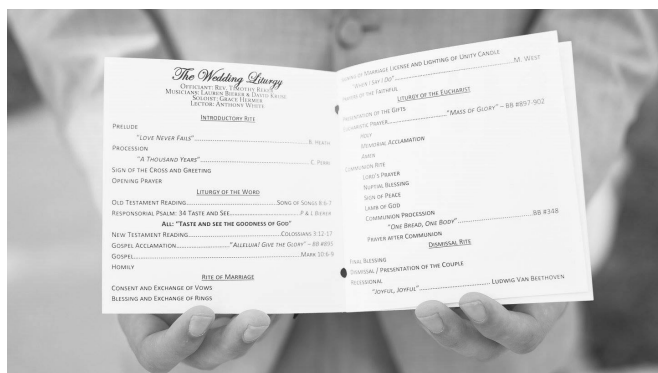 The Wedding Liturgy
OFFICIANT: REV. TIMOTHY
MUSICIANS: LAUREN BIERER & DAVID
SOLOIST: GRACE HERMER
LECTOR: ANTHONY WHITE
INTRODUCTORY RITE
PRELUDE
"LOVE NEVER FAILS"........B. HEATH
PROCESSION
"A THOUSAND YEARS"........C. PERRI
SIGN OF THE CROSS AND GREETING
OPENING PRAYER
LITURGY OF THE WORD
OLD TESTAMENT READING........SONG OF SONGS 8:6-7
RESPONSORIAL PSALM: 34 TASTE AND SEE........P & L BIERER
ALL: "TASTE AND SEE THE GOODNESS OF GOD"
NEW TESTAMENT READING........COLOSSIANS 3:12-17
GOSPEL ACCLAMATION........"ALLELUIA! GIVE THE GLORY" – BB #895
GOSPEL........MARK 10:6-9
HOMILY
RITE OF MARRIAGE
CONSENT AND EXCHANGE OF VOWS
BLESSING AND EXCHANGE OF RINGS
OF MARRIAGE LICENSE AND LIGHTING OF UNITY CANDLE
"WHEN I SAY I DO"........M. WEST
OF THE FAITHFUL
LITURGY OF THE EUCHARIST
PRESENTATION OF THE GIFTS
EUCHARISTIC PRAYER........"MASS OF GLORY" – BB #897-902
HOLY
MEMORIAL ACCLAMATION
AMEN
COMMUNION RITE
LORD'S PRAYER
NUPTIAL BLESSING
SIGN OF PEACE
LAMB OF GOD
COMMUNION PROCESSION
"ONE BREAD, ONE BODY"........BB #348
PRAYER AFTER COMMUNION
DISMISSAL RITE
FINAL BLESSING
DISMISSAL / PRESENTATION OF THE COUPLE
RECESSIONAL
"JOYFUL, JOYFUL"........LUDWIG VAN BEETHOVEN